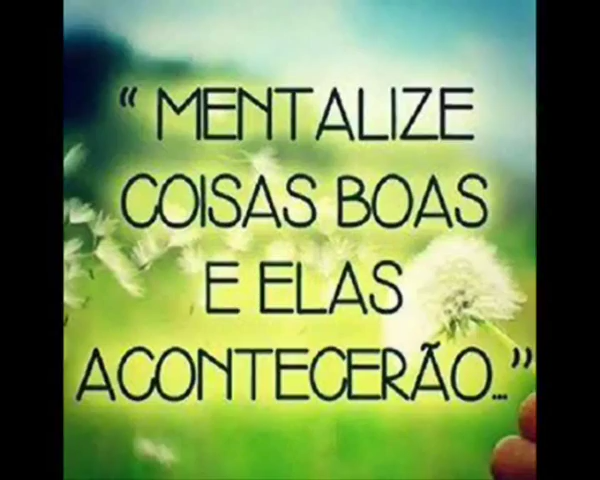 “ MENTALIZE
COISAS BOAS
E ELAS
ACONTECERÃO...”